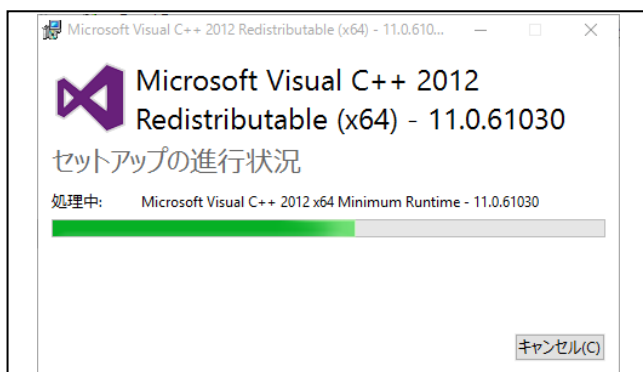 Microsoft Visual C++ 2012 Redistributable (x64) - 11.0.610...
Microsoft Visual C++ 2012
Redistributable (x64) - 11.0.61030
セットアップの進行状況
処理中: Microsoft Visual C++ 2012 x64 Minimum Runtime - 11.0.61030
キャンセル(C)